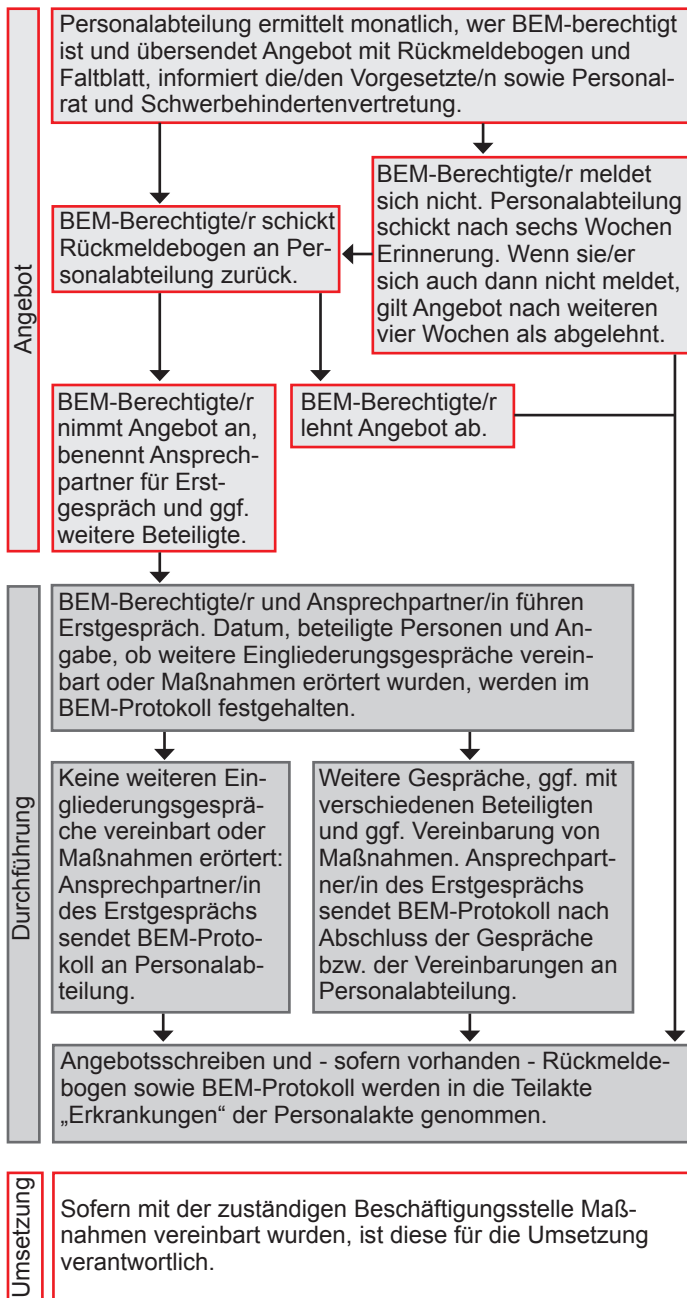 Angebot
Personalabteilung ermittelt monatlich, wer BEM-berechtigt
ist und übersendet Angebot mit Rückmeldebogen und
Faltblatt, informiert die/den Vorgesetzte/n sowie Personal-
rat und Schwerbehindertenvertretung.
BEM-Berechtigte/r meldet
sich nicht. Personalabteilung
schickt nach sechs Wochen
Erinnerung. Wenn sie/er
sich auch dann nicht meldet,
gilt Angebot nach weiteren
vier Wochen als abgelehnt.
BEM-Berechtigte/r schickt
Rückmeldebogen an Per-
sonalabteilung zurück.
BEM-Berechtigte/r
nimmt Angebot an,
benennt Ansprech-
partner für Erst-
gespräch und ggf.
weitere Beteiligte.
BEM-Berechtigte/r
lehnt Angebot ab.
Durchführung
BEM-Berechtigte/r und Ansprechpartner/in führen
Erstgespräch. Datum, beteiligte Personen und An-
gabe, ob weitere Eingliederungsgespräche verein-
bart oder Maßnahmen erörtert wurden, werden im
BEM-Protokoll festgehalten.
Keine weiteren Ein-
gliederungsgesprä-
che vereinbart oder
Maßnahmen erörtert:
Ansprechpartner/in
des Erstgesprächs
sendet BEM-Proto-
koll an Personalab-
teilung.
Weitere Gespräche, ggf. mit
verschiedenen Beteiligten
und ggf. Vereinbarung von
Maßnahmen. Ansprechpart-
ner/in des Erstgesprächs
sendet BEM-Protokoll nach
Abschluss der Gespräche
bzw. der Vereinbarungen an
Personalabteilung.
Angebotsschreiben und - sofern vorhanden - Rückmelde-
bogen sowie BEM-Protokoll werden in die Teilakte
„Erkrankungen“ der Personalakte genommen.
Umsetzung
Sofern mit der zuständigen Beschäftigungsstelle Maß-
nahmen vereinbart wurden, ist diese für die Umsetzung
verantwortlich.